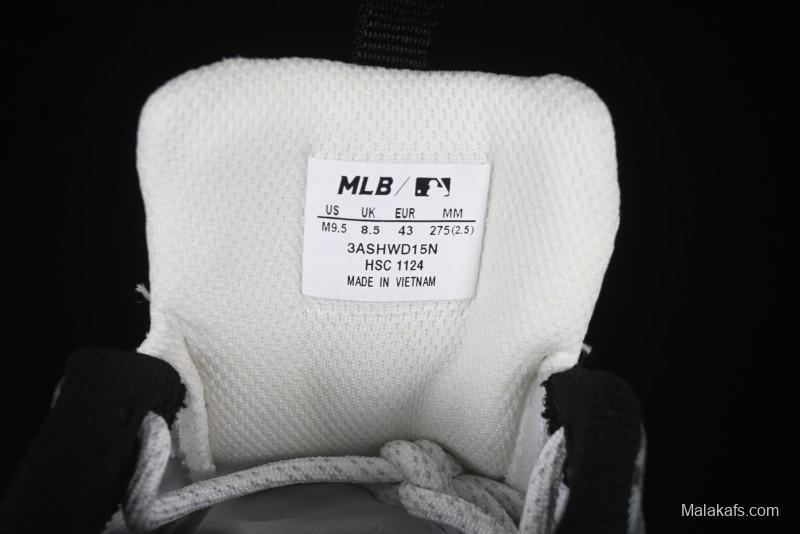 MLB
US UK EUR MM
M9.5 8.5 43 275(2.5)
3ASHWD15N
HSC 1124
MADE IN VIETNAM
Malakafs.com